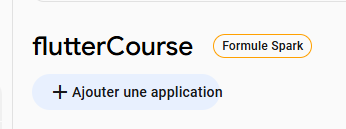 flutterCourse Formule Spark
+ Ajouter une application